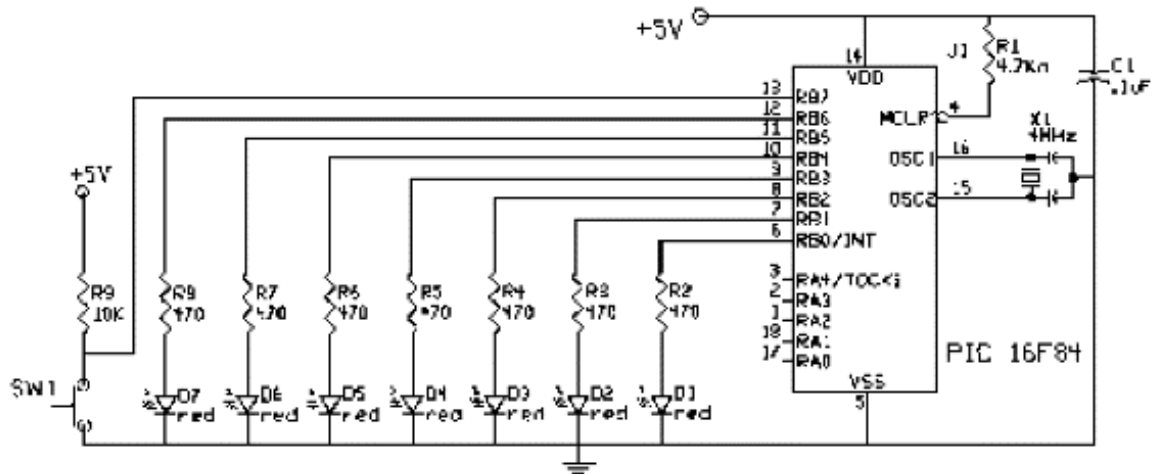 +5V
J1
R1
4.7K
C1
.1uF
14
VDD
13
RB7
12
RB6
11
RB5
10
RB4
9
RB3
8
RB2
7
RB1
6
RB0/INT
3
2
RA3
1
RA2
18
RA1
17
RA0
4
MCLR
16
OSC1
15
OSC2
X1
4MHz
PIC 16F84
VSS
5
+5V
R9
10K
R8
470
R7
470
R6
470
R5
470
R4
470
R3
470
R2
470
SW1
D7
red
D6
red
D5
red
D4
red
D3
red
D2
red
D1
red